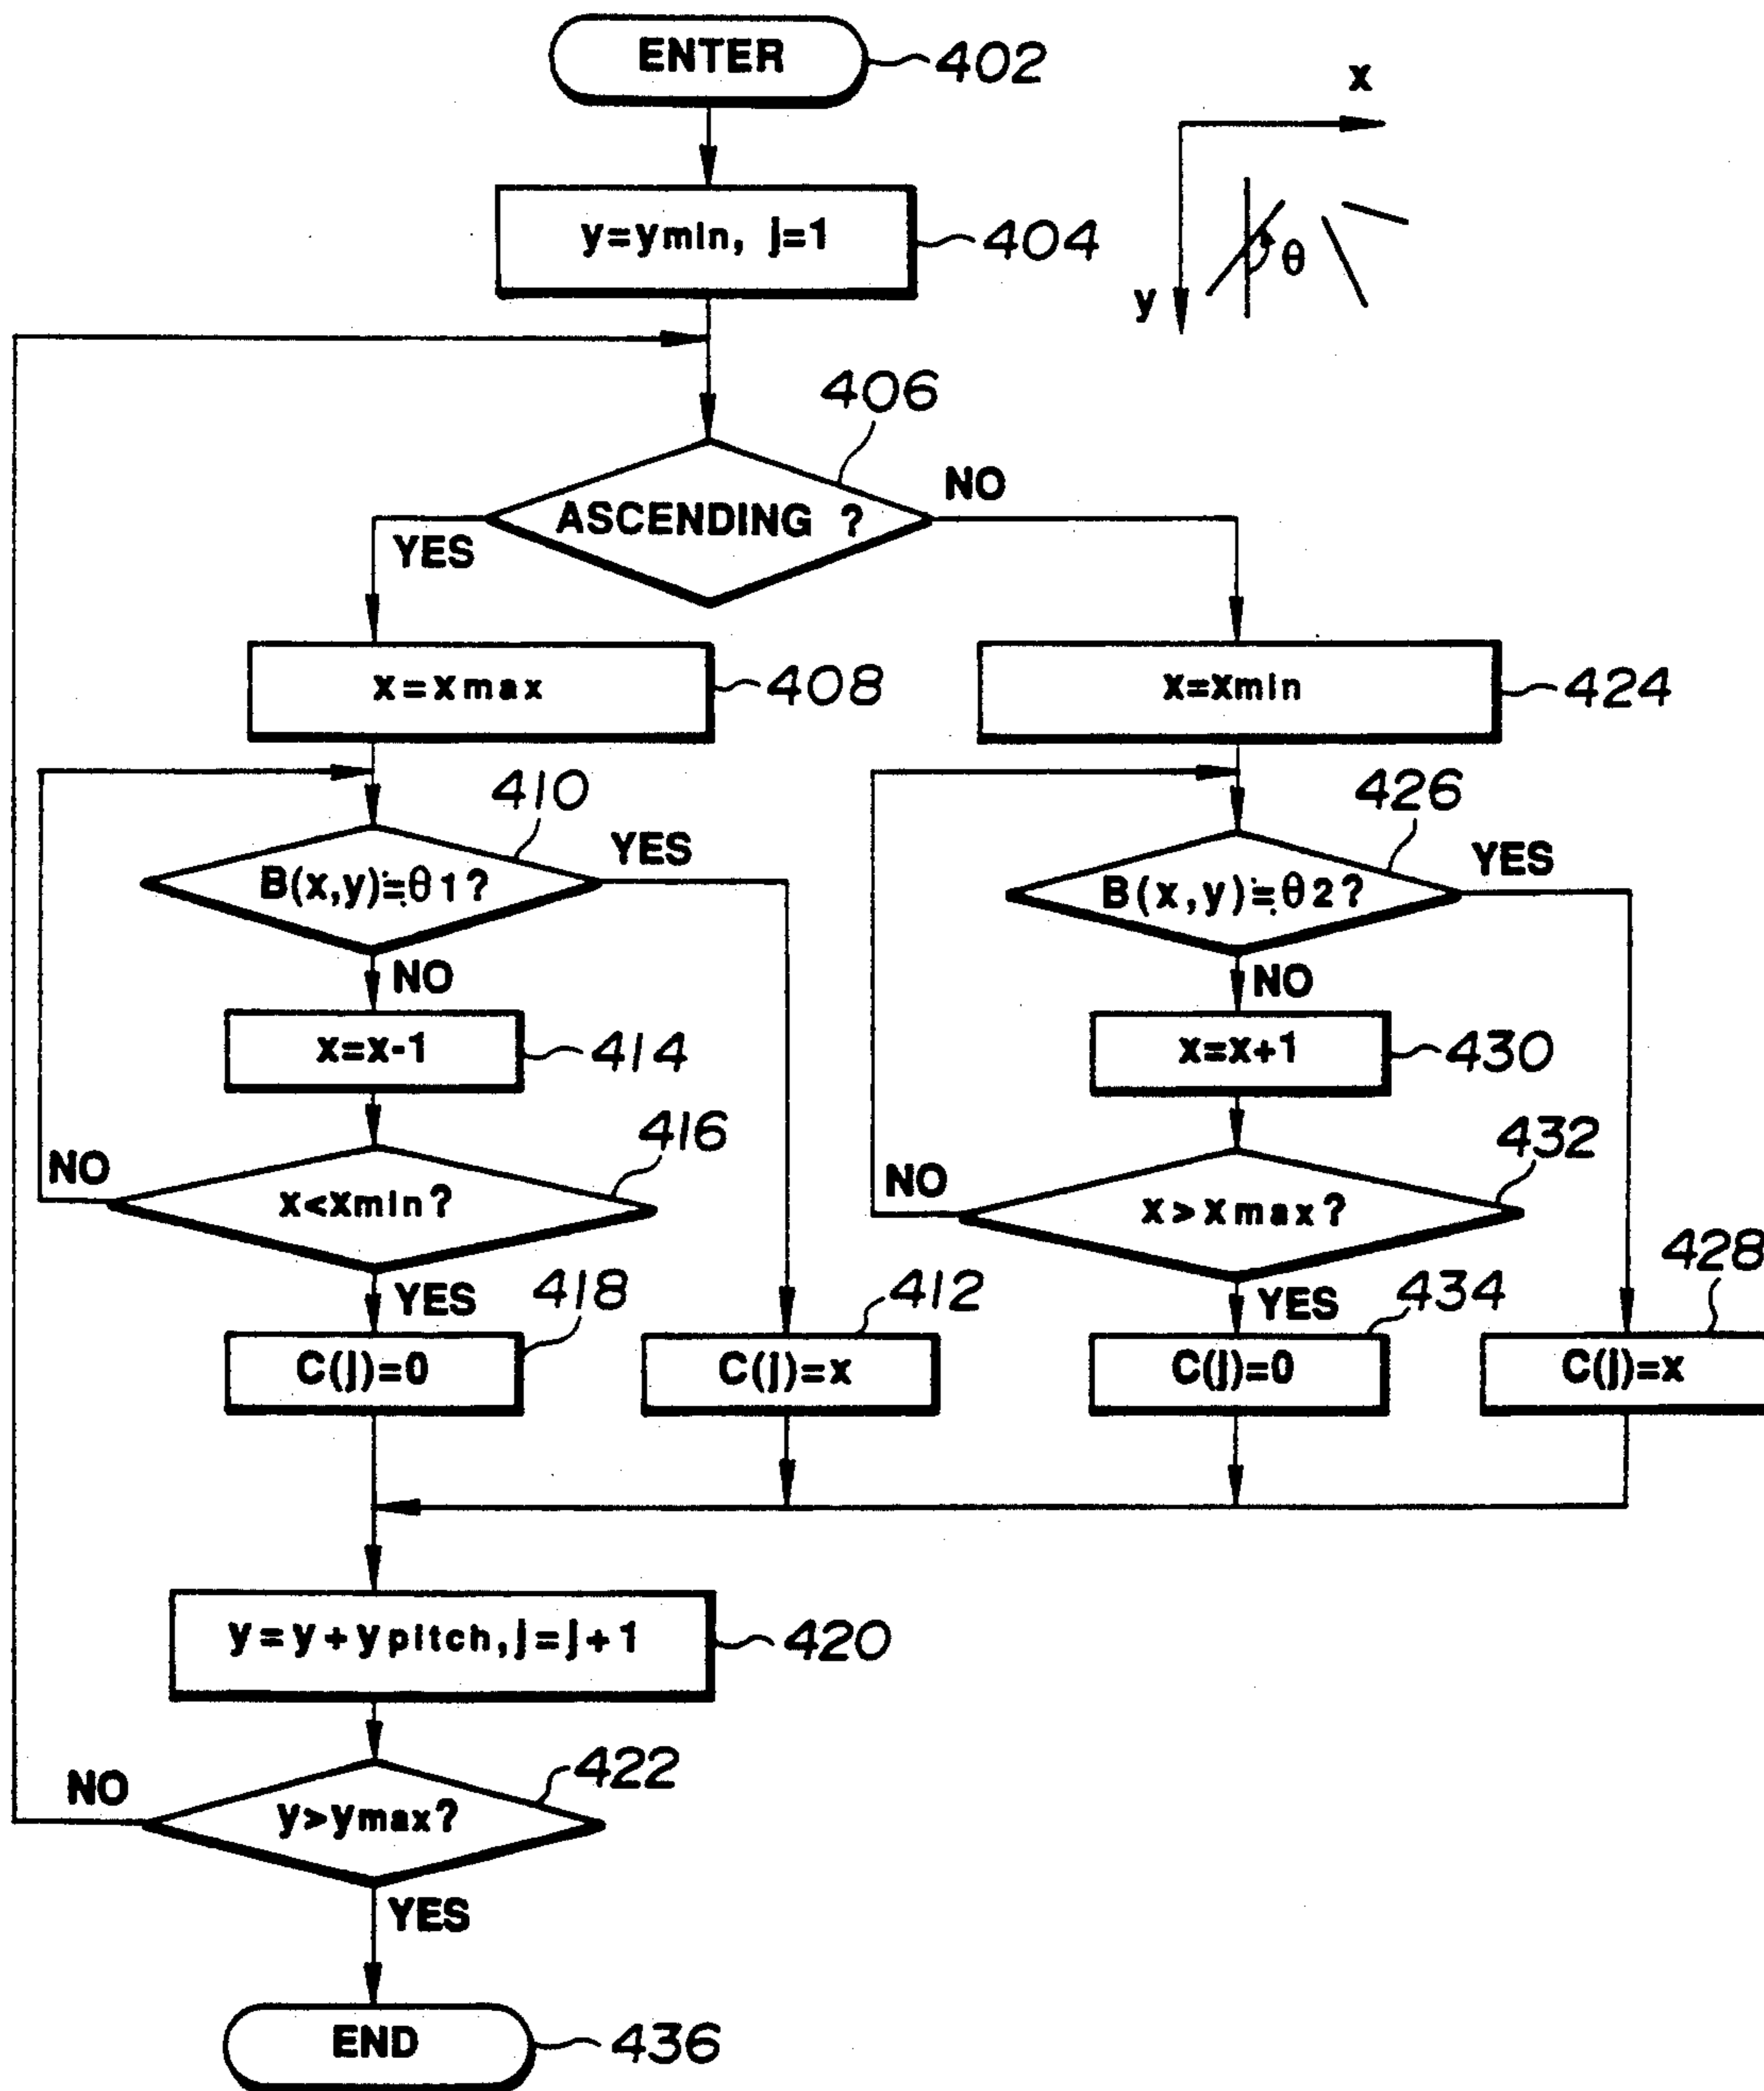 ENTER
402
x
y=ymin, j=1
404
θ
y
406
ASCENDING ?
NO
YES
x=xmax
408
x=xmin
424
410
YES
B(x,y)≒θ1?
426
YES
B(x,y)≒θ2?
NO
NO
x=x-1
414
x=x+1
430
416
NO
x<xmin?
432
NO
x>xmax?
YES
418
412
YES
434
428
C(j)=0
C(j)=x
C(j)=0
C(j)=x
y=y+ypitch,j=j+1
420
422
NO
y>ymax?
YES
END
436